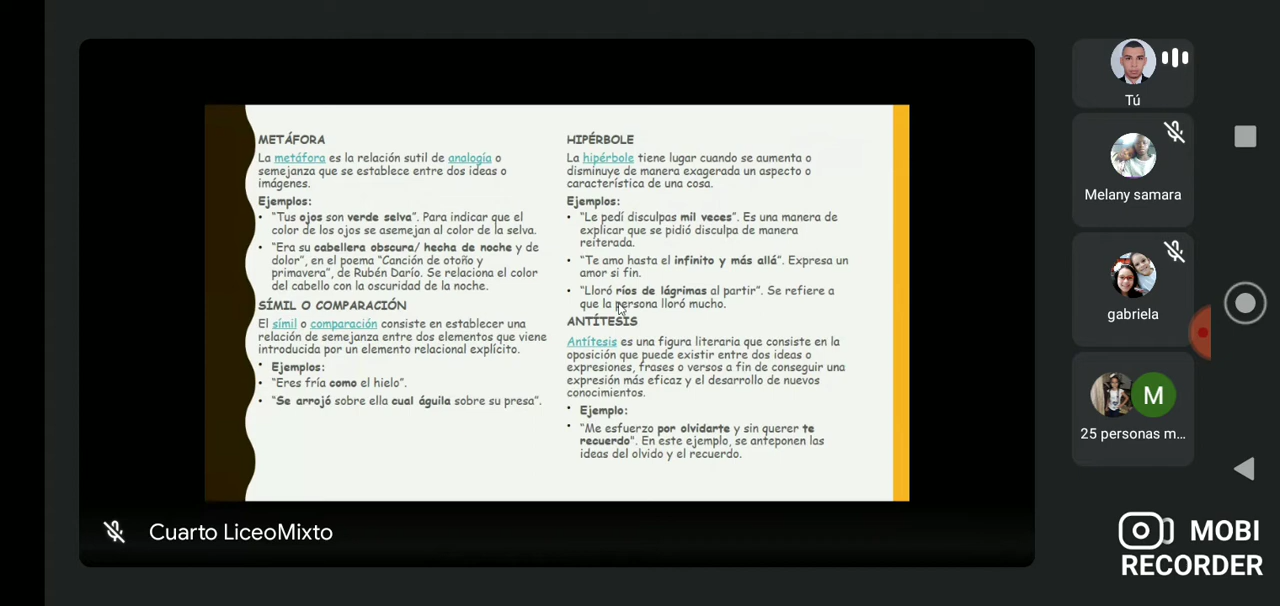 METÁFORA
La metáfora es la relación sutil de analogía o
semejanza que se establece entre dos ideas o
imágenes.
Ejemplos:
• “Tus ojos son verde selva”. Para indicar que el
color de los ojos se asemejan al color de la selva.
• “Era su cabellera obscura/ hecha de noche y de
dolor”, en el poema “Canción de otoño y
primavera”, de Rubén Darío. Se relaciona el color
del cabello con la oscuridad de la noche.
SÍMIL O COMPARACIÓN
El símil o comparación consiste en establecer una
relación de semejanza entre dos elementos que viene
introducida por un elemento relacional explícito.
• Ejemplos:
• “Eres fría como el hielo”.
• “Se arrojó sobre ella cual águila sobre su presa”.
HIPÉRBOLE
La hipérbole tiene lugar cuando se aumenta o
disminuye de manera exagerada un aspecto o
característica de una cosa.
Ejemplos:
• “Le pedí disculpas mil veces”. Es una manera de
explicar que se pidió disculpa de manera
reiterada.
• “Te amo hasta el infinito y más allá”. Expresa un
amor si fin.
• “Lloró ríos de lágrimas al partir”. Se refiere a
que la persona lloró mucho.
ANTÍTESIS
Antítesis es una figura literaria que consiste en la
oposición que puede existir entre dos ideas o
expresiones, frases o versos a fin de conseguir una
expresión más eficaz y el desarrollo de nuevos
conocimientos.
• Ejemplo:
• “Me esfuerzo por olvidarte y sin querer te
recuerdo”. En este ejemplo, se anteponen las
ideas del olvido y el recuerdo.
Cuarto LiceoMixto
Tú
Melany samara
gabriela
M
25 personas m...
MOBI
RECORDER